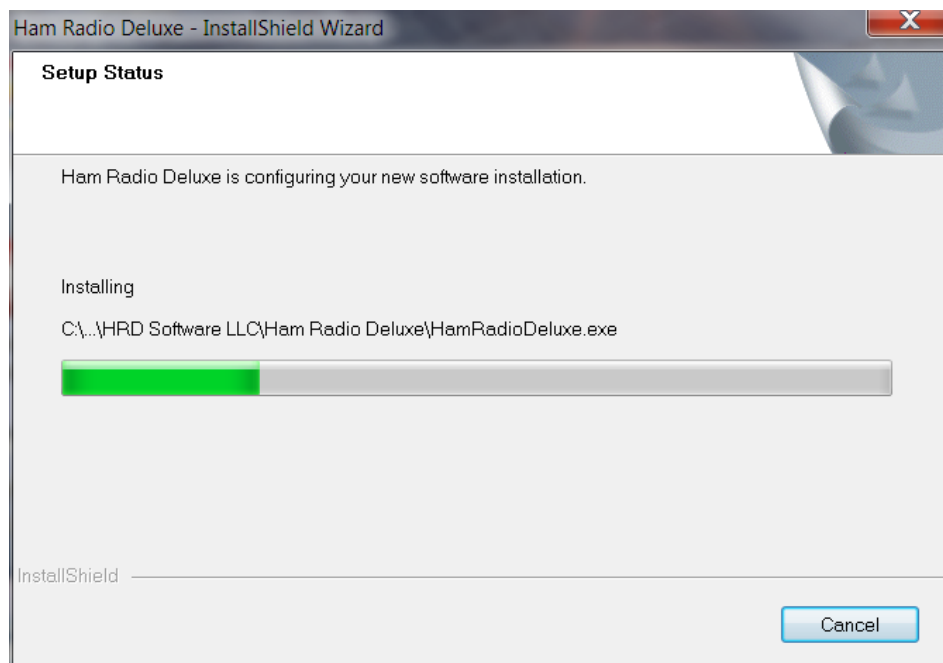 Ham Radio Deluxe - InstallShield Wizard
Setup Status
Ham Radio Deluxe is configuring your new software installation.
Installing
C:\...\HRD Software LLC\Ham Radio Deluxe\HamRadioDeluxe.exe
InstallShield
Cancel